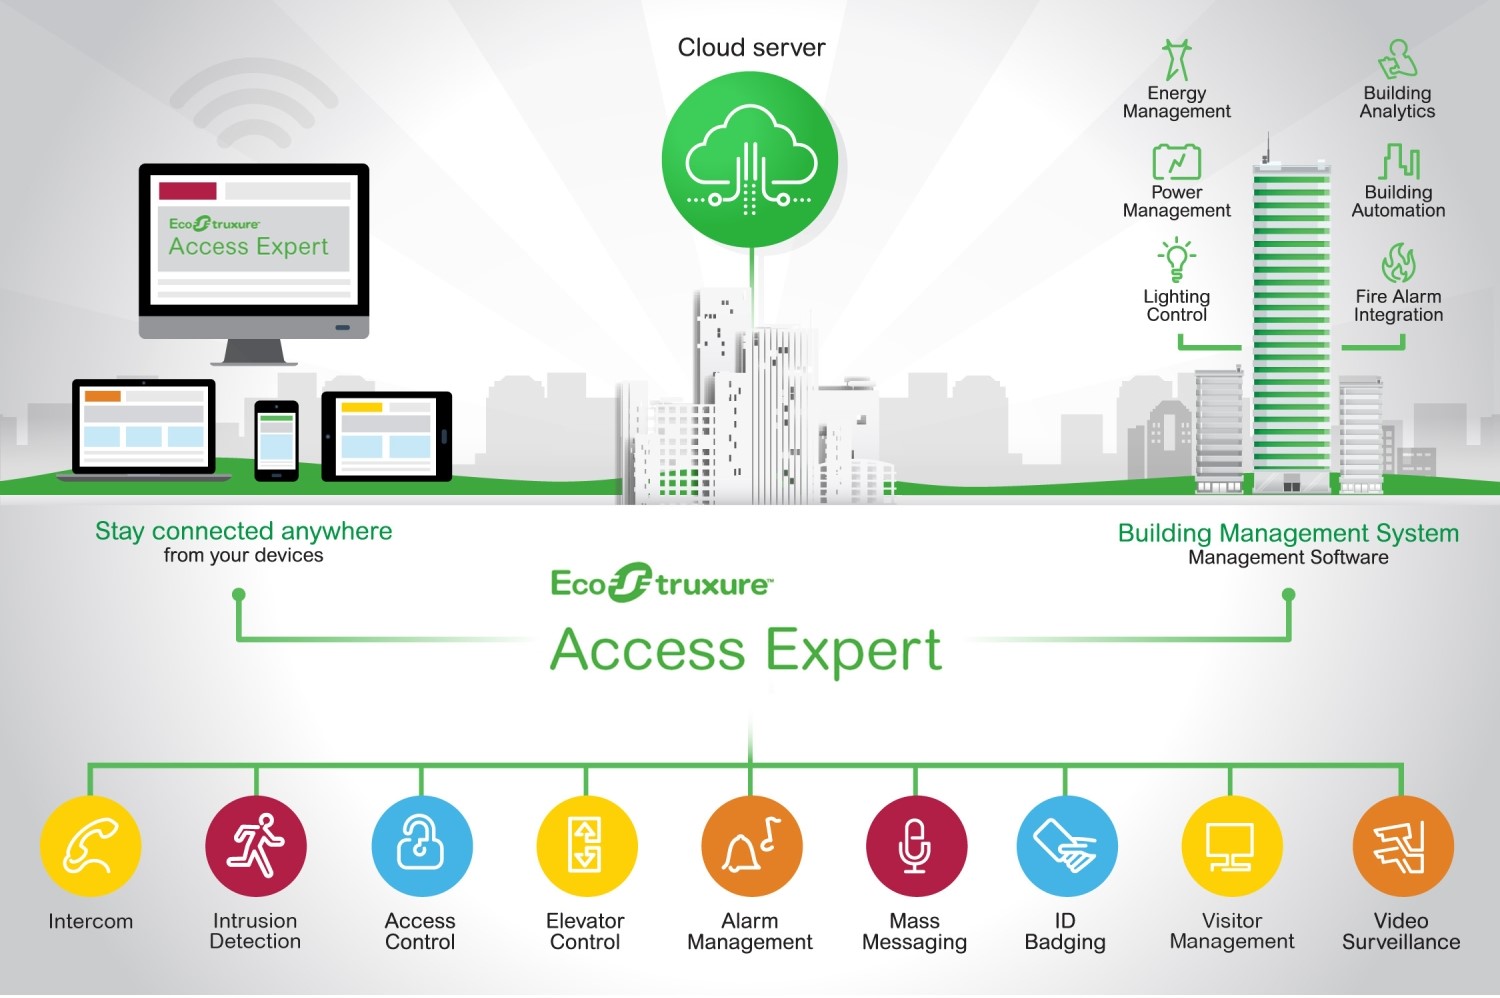 Cloud server
EcoStruxure™
Access Expert
Energy
Management
Building
Analytics
Power
Management
Building
Automation
Lighting
Control
Fire Alarm
Integration
Stay connected anywhere
from your devices
Building Management System
Management Software
EcoStruxure™
Access Expert
Intercom
Intrusion
Detection
Access
Control
Elevator
Control
Alarm
Management
Mass
Messaging
ID
Badging
Visitor
Management
Video
Surveillance